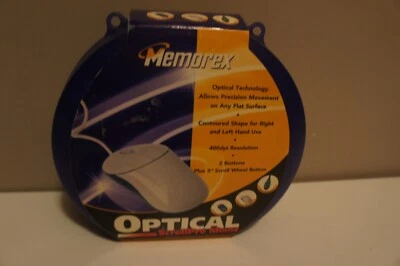 Memorex
Optical Technology
Allows Precision Movement
on Any Flat Surface
•
Contoured Shape for Right
and Left Hand Use
•
400dpi Resolution
•
2 Buttons
Plus 3rd Scroll Wheel Button
OPTICAL